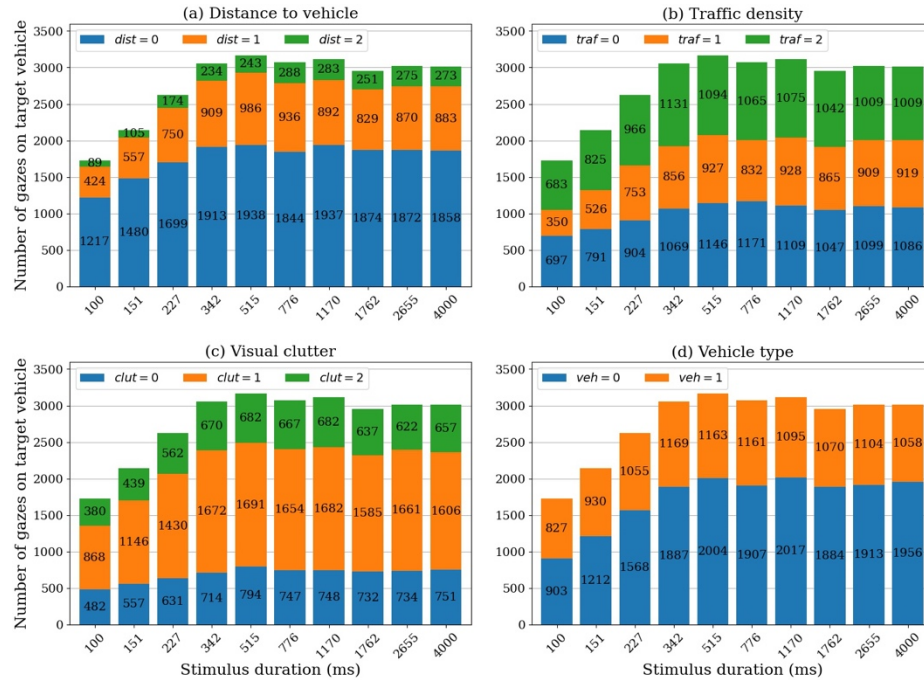 (a) Distance to vehicle
3500
3000
2500
2000
1500
1000
500
0
Number of gazes on target vehicle
dist = 0 dist = 1 dist = 2
89 105 174 234 243 288 283 251 275 273
424 557 750 909 986 936 892 829 870 883
1217 1480 1699 1913 1938 1844 1937 1874 1872 1858
100 151 227 342 515 776 1170 1762 2655 4000
(b) Traffic density
3500
3000
2500
2000
1500
1000
500
0
traf = 0 traf = 1 traf = 2
683 825 966 1131 1094 1065 1075 1042 1009 1009
350 526 753 856 927 832 928 865 909 919
697 791 904 1069 1146 1171 1109 1047 1099 1086
100 151 227 342 515 776 1170 1762 2655 4000
(c) Visual clutter
3500
3000
2500
2000
1500
1000
500
0
Number of gazes on target vehicle
clut = 0 clut = 1 clut = 2
380 439 562 670 682 667 682 637 622 657
868 1146 1430 1672 1691 1654 1682 1585 1661 1606
482 557 631 714 794 747 748 732 734 751
100 151 227 342 515 776 1170 1762 2655 4000
Stimulus duration (ms)
(d) Vehicle type
3500
3000
2500
2000
1500
1000
500
0
veh = 0 veh = 1
827 930 1055 1169 1163 1161 1095 1070 1104 1058
903 1212 1568 1887 2004 1907 2017 1884 1913 1956
100 151 227 342 515 776 1170 1762 2655 4000
Stimulus duration (ms)